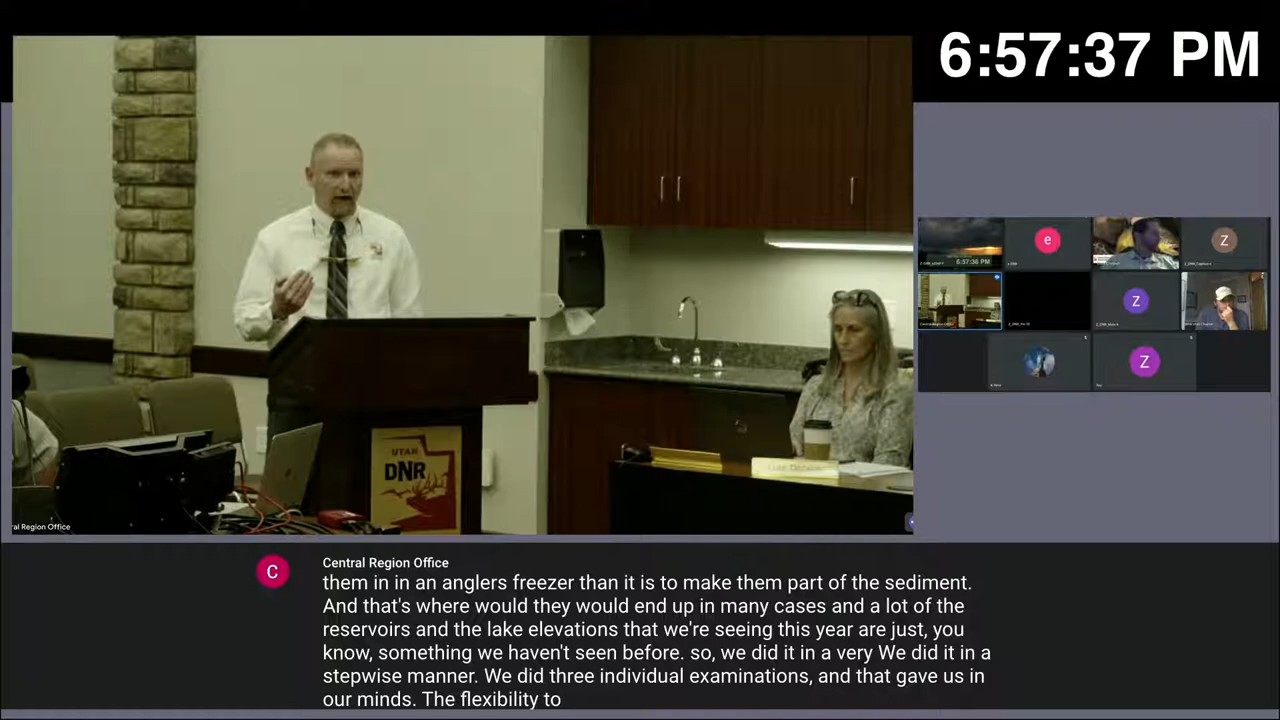 6:57:37 PM
6:57:36 PM
e
Z
Z
Z
UTAH
DNR
ral Region Office
C
Central Region Office
them in in an anglers freezer than it is to make them part of the sediment.
And that's where would they would end up in many cases and a lot of the
reservoirs and the lake elevations that we're seeing this year are just, you
know, something we haven't seen before. so, we did it in a very We did it in a
stepwise manner. We did three individual examinations, and that gave us in
our minds. The flexibility to